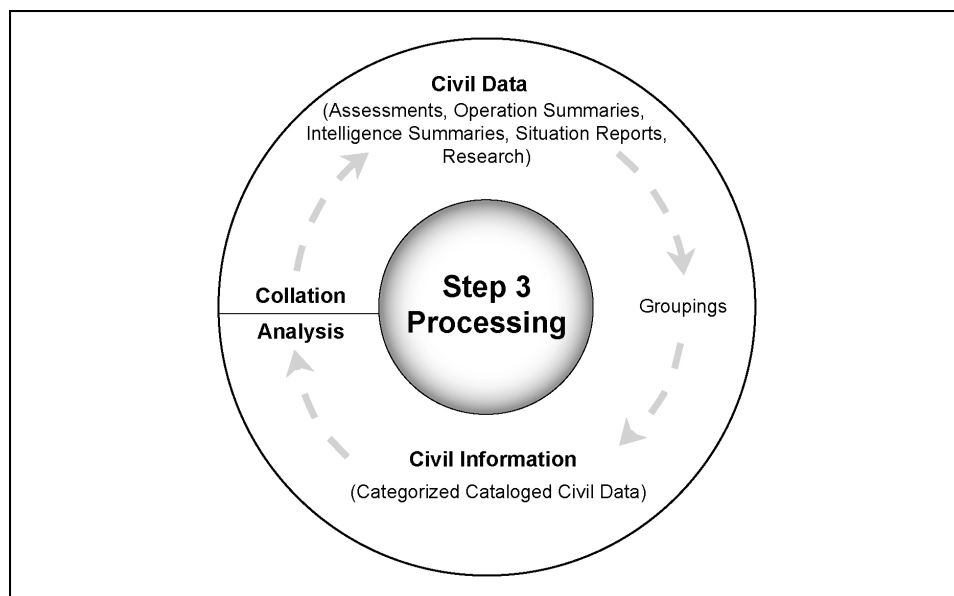 Civil Data
(Assessments, Operation Summaries,
Intelligence Summaries, Situation Reports,
Research)
Collation
Analysis
Step 3
Processing
Groupings
Civil Information
(Categorized Cataloged Civil Data)